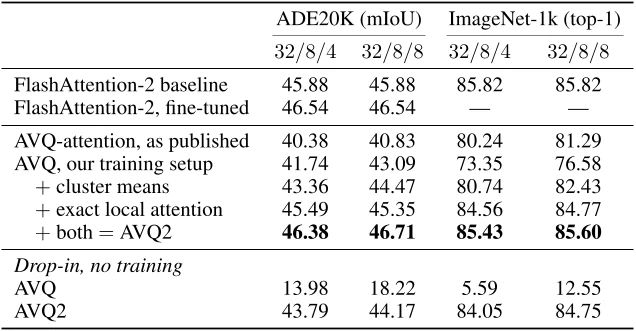 ADE20K (mIoU) ImageNet-1k (top-1)
32/8/4 32/8/8 32/8/4 32/8/8
FlashAttention-2 baseline 45.88 45.88 85.82 85.82
FlashAttention-2, fine-tuned 46.54 46.54 — —
AVQ-attention, as published 40.38 40.83 80.24 81.29
AVQ, our training setup 41.74 43.09 73.35 76.58
+ cluster means 43.36 44.47 80.74 82.43
+ exact local attention 45.49 45.35 84.56 84.77
+ both = AVQ2 46.38 46.71 85.43 85.60
Drop-in, no training
AVQ 13.98 18.22 5.59 12.55
AVQ2 43.79 44.17 84.05 84.75